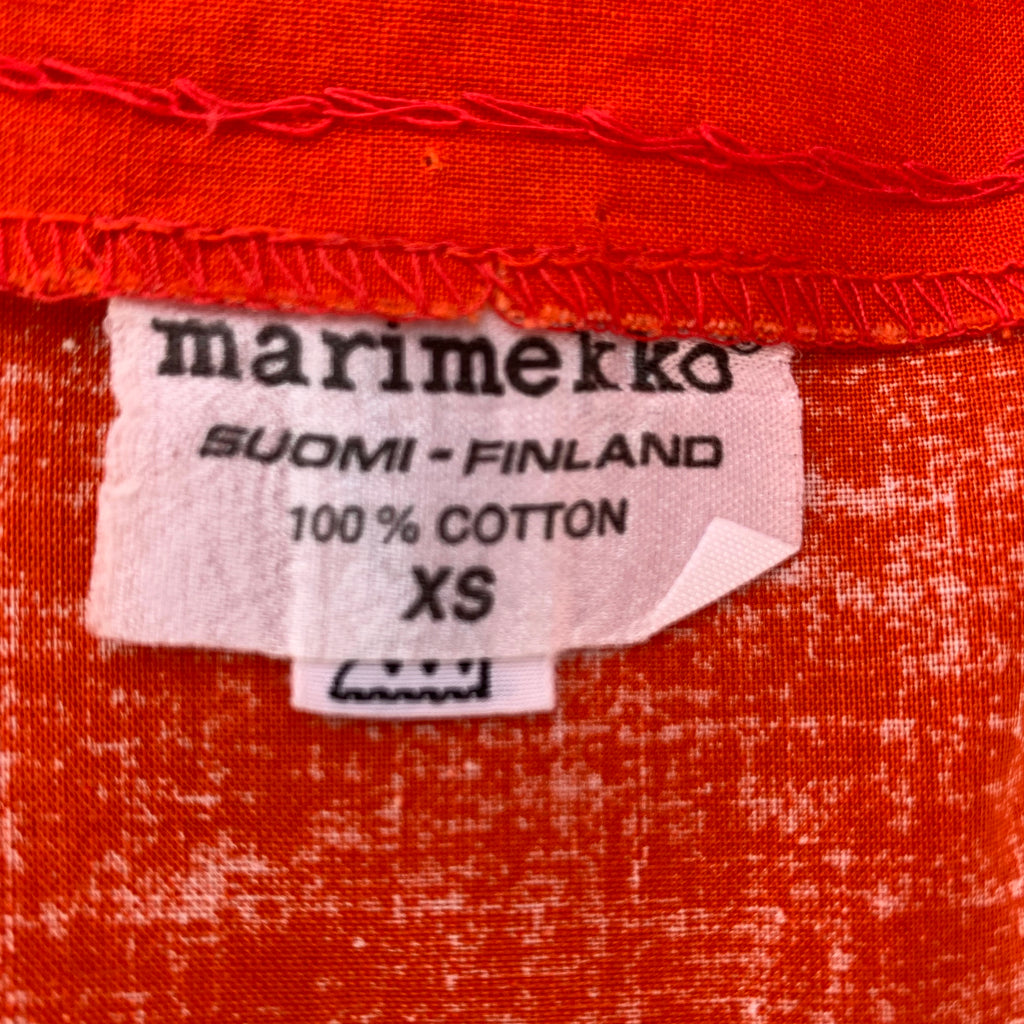 marimekko®
SUOMI - FINLAND
100 % COTTON
XS